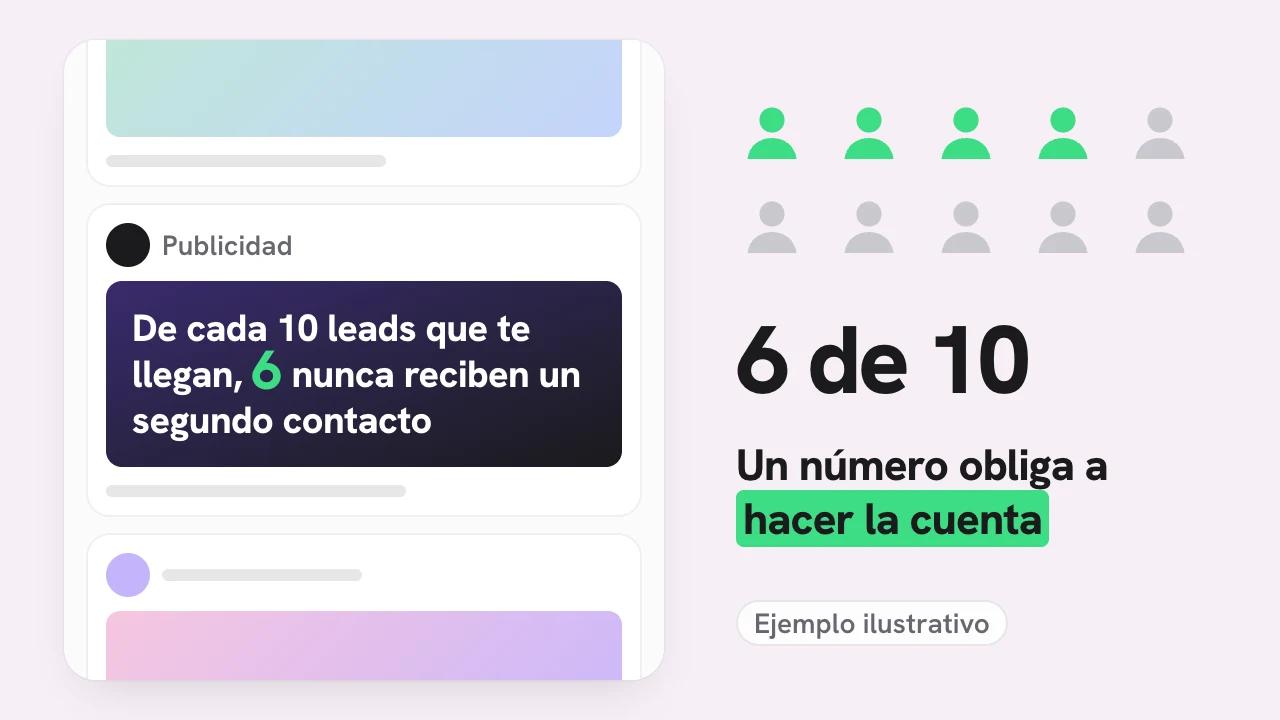 Publicidad
De cada 10 leads que te
llegan, 6 nunca reciben un
segundo contacto
6 de 10
Un número obliga a
hacer la cuenta
Ejemplo ilustrativo